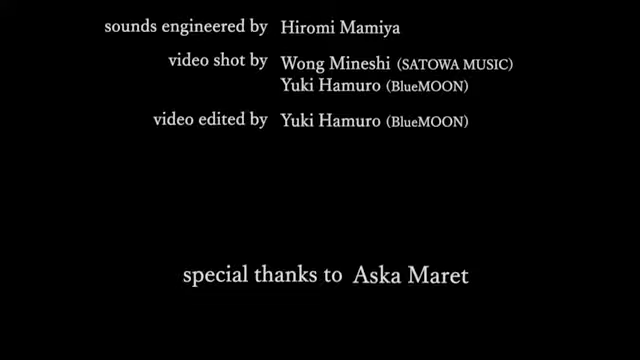 sounds engineered by Hiromi Mamiya
video shot by Wong Mineshi (SATOWA MUSIC)
Yuki Hamuro (BlueMOON)
video edited by Yuki Hamuro (BlueMOON)
special thanks to Aska Maret